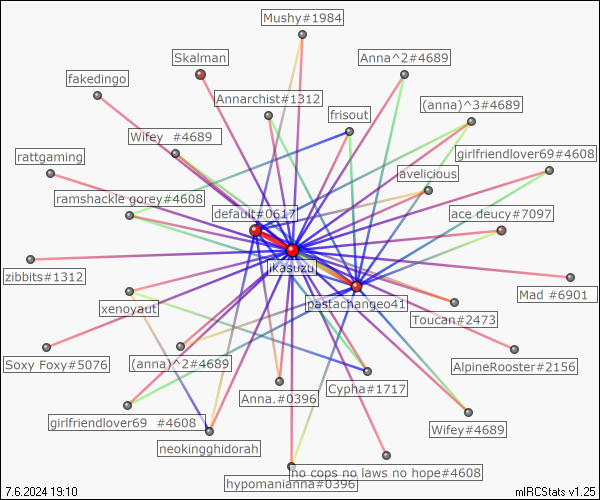 Mushy#1984
Skalman
Anna^2#4689
fakedingo
Annarchist#1312
(anna)^3#4689
frisout
Wifey  #4689
rattgaming
girlfriendlover69#4608
avelicious
ramshackle gorey#4608
default#0617
ace deucy#7097
ikasuzu
zibbits#1312
Mad #6901
pastachangeo41
xenoyaut
Toucan#2473
Soxy Foxy#5076
(anna)^2#4689
AlpineRooster#2156
Cypha#1717
Anna.#0396
girlfriendlover69  #4608
Wifey#4689
neokingghidorah
no cops no laws no hope#4608
hypomanianna#0396
7.6.2024 19:10
mIRCStats v1.25